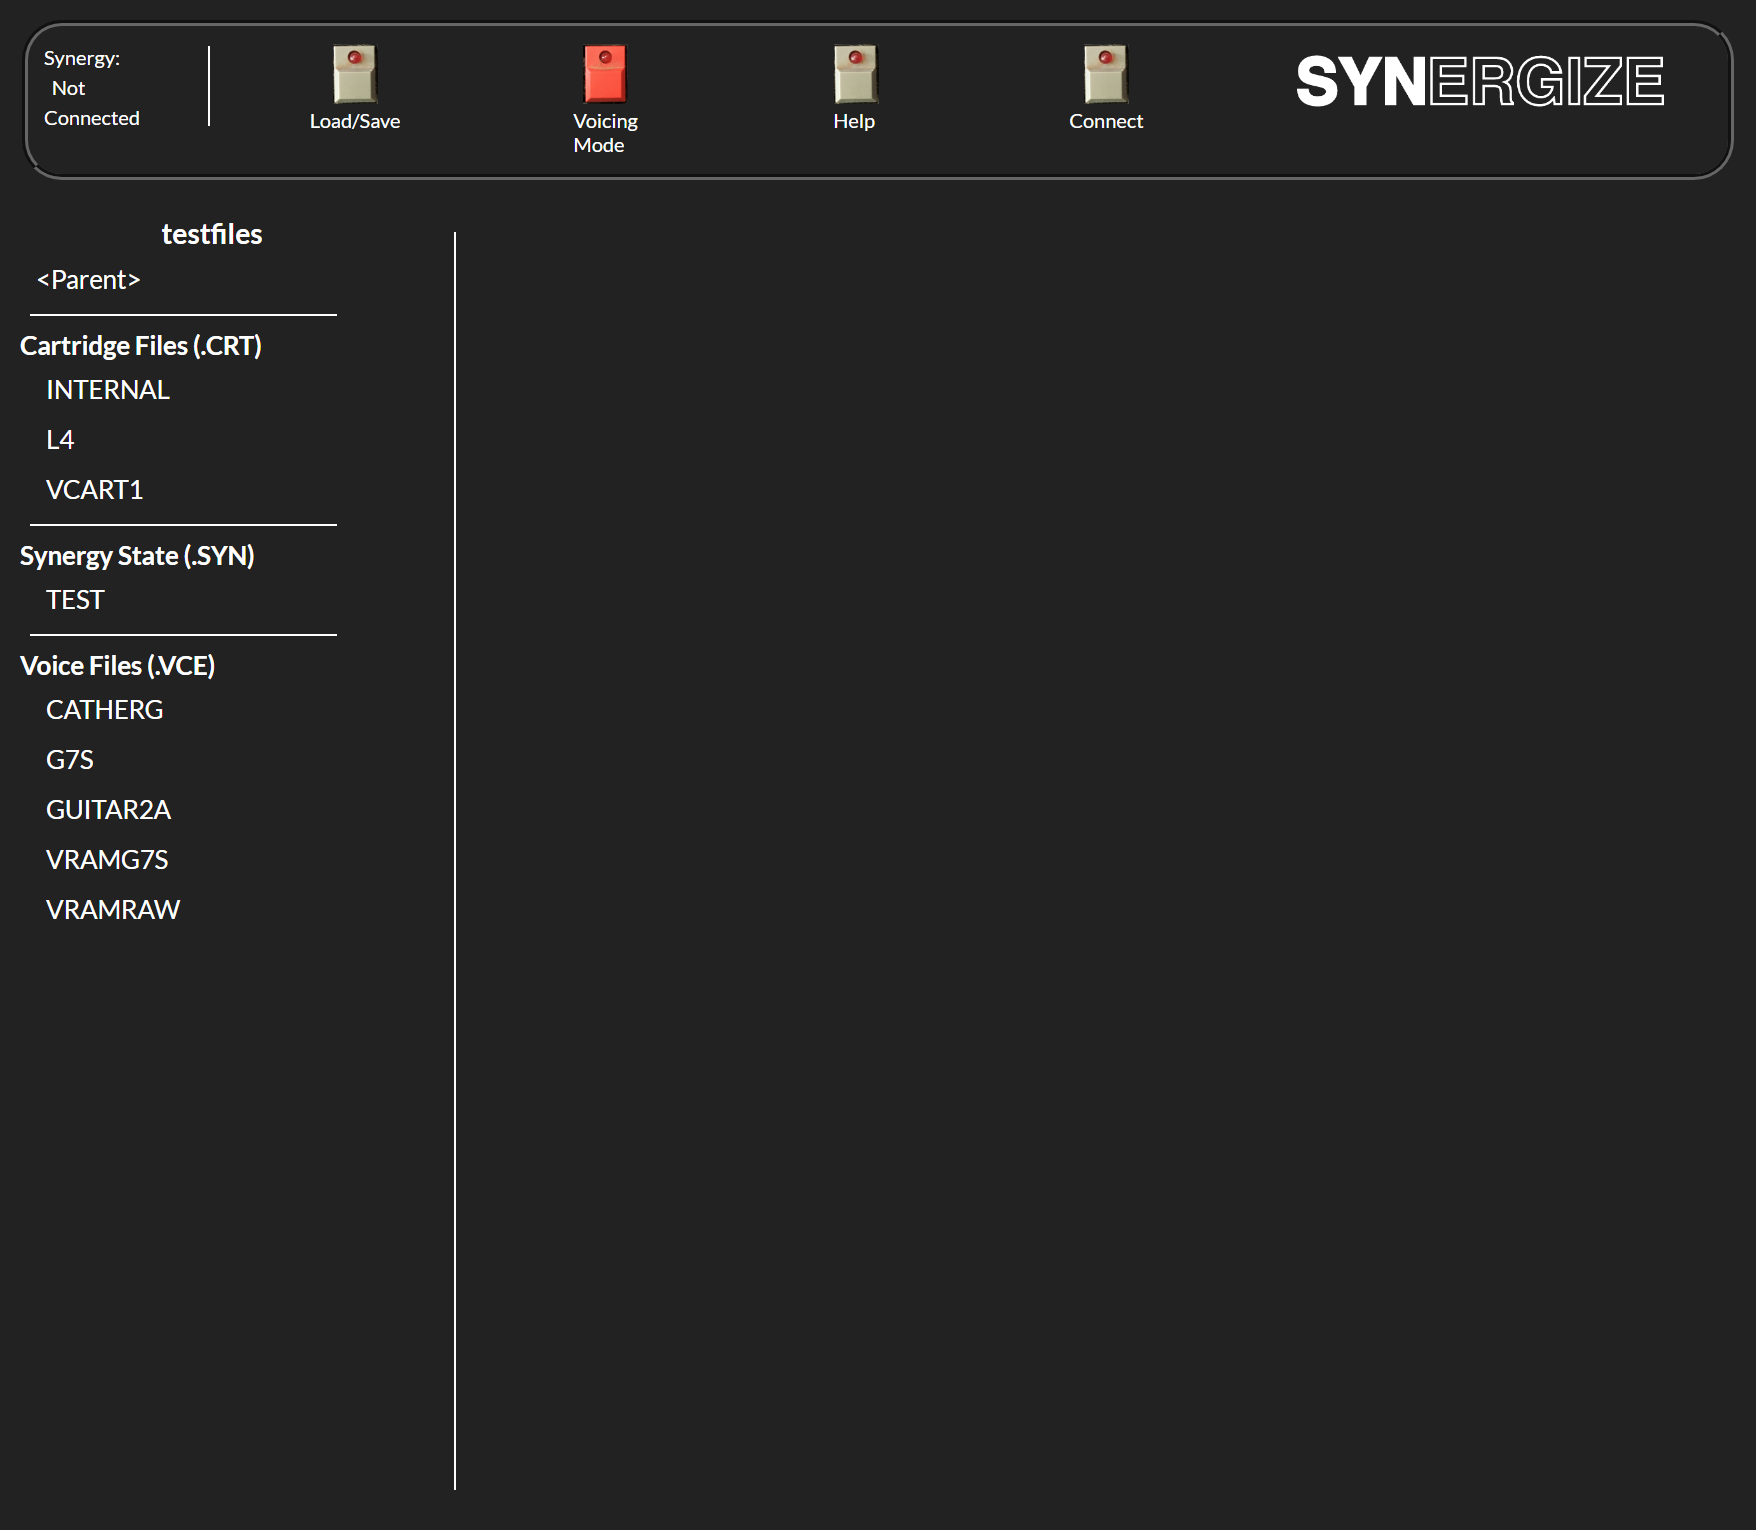 Synergy:
Not
Connected
Load/Save
Voicing
Mode
Help
Connect
SYNERGIZE
testfiles
<Parent>
Cartridge Files (.CRT)
INTERNAL
L4
VCART1
Synergy State (.SYN)
TEST
Voice Files (.VCE)
CATHERG
G7S
GUITAR2A
VRAMG7S
VRAMRAW